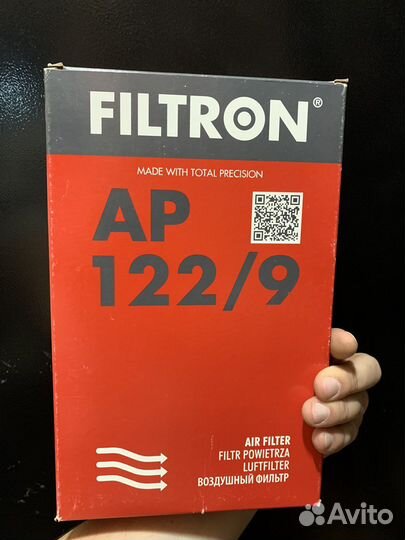 FILTRON®
MADE WITH TOTAL PRECISION
AP
122/9
AIR FILTER
FILTR POWIETRZA
LUFTFILTER
ВОЗДУШНЫЙ ФИЛЬТР
Avito